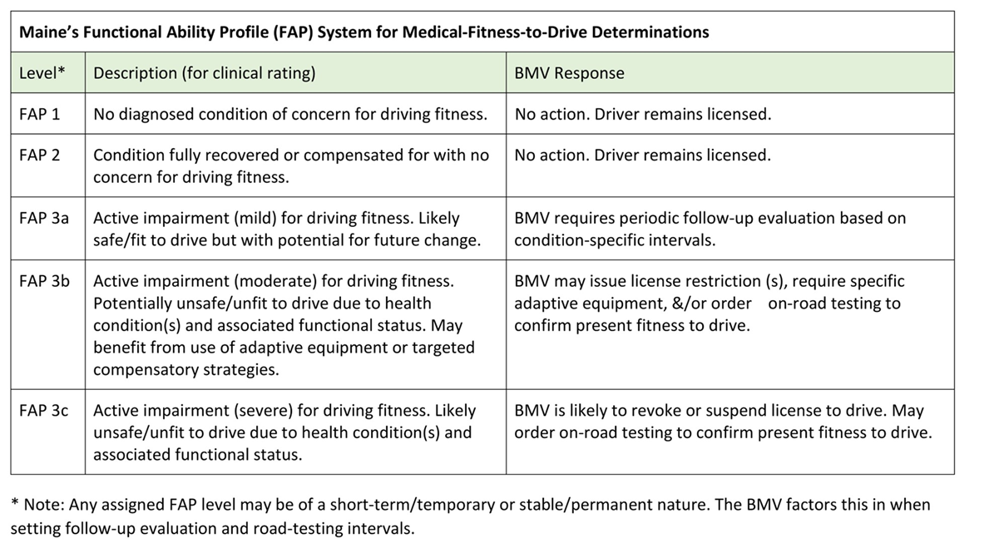 Maine's Functional Ability Profile (FAP) System for Medical-Fitness-to-Drive Determinations
Level* Description (for clinical rating) BMV Response
FAP 1 No diagnosed condition of concern for driving fitness. No action. Driver remains licensed.
FAP 2 Condition fully recovered or compensated for with no No action. Driver remains licensed.
concern for driving fitness.
FAP 3a Active impairment (mild) for driving fitness. Likely BMV requires periodic follow-up evaluation based on
safe/fit to drive but with potential for future change. condition-specific intervals.
FAP 3b Active impairment (moderate) for driving fitness. BMV may issue license restriction (s), require specific
Potentially unsafe/unfit to drive due to health adaptive equipment, &/or order on-road testing to
condition(s) and associated functional status. May confirm present fitness to drive.
benefit from use of adaptive equipment or targeted
compensatory strategies.
FAP 3c Active impairment (severe) for driving fitness. Likely BMV is likely to revoke or suspend license to drive. May
unsafe/unfit to drive due to health condition(s) and order on-road testing to confirm present fitness to drive.
associated functional status.
* Note: Any assigned FAP level may be of a short-term/temporary or stable/permanent nature. The BMV factors this in when
setting follow-up evaluation and road-testing intervals.